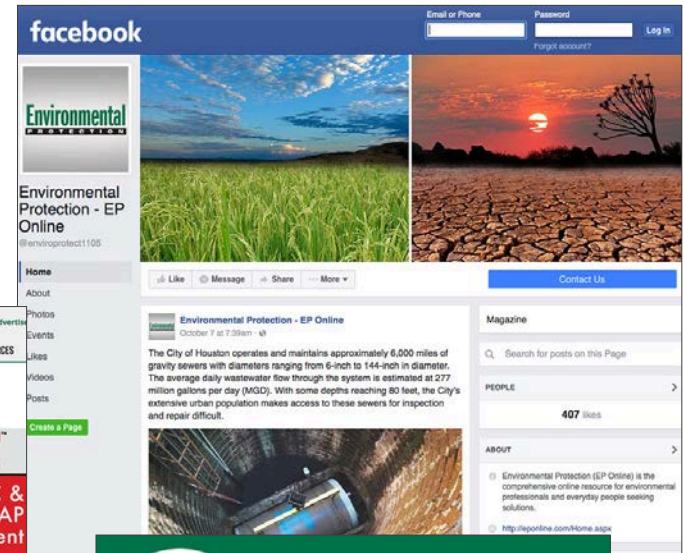 facebook
Email or Phone
Password
Log In
Forgot account?
Environmental
PROTECTION
Environmental
Protection - EP
Online
@enviroprotect1105
Home
About
Photos
Events
Likes
Videos
Posts
Create a Page
Like
Message
Share
More
Contact Us
Environmental Protection - EP Online
October 7 at 7:39am
The City of Houston operates and maintains approximately 6,000 miles of
gravity sewers with diameters ranging from 6-inch to 144-inch in diameter.
The average daily wastewater flow through the system is estimated at 277
million gallons per day (MGD). With some depths reaching 80 feet, the City's
extensive urban population makes access to these sewers for inspection
and repair difficult.
Magazine
Search for posts on this Page
PEOPLE
407 likes
ABOUT
Environmental Protection (EP Online) is the
comprehensive online resource for environmental
professionals and everyday people seeking
solutions.
http://eponline.com/Home.aspx
&
AP
ent